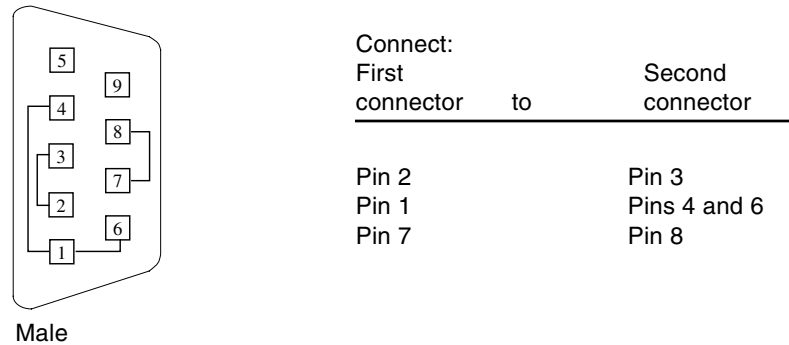 5
9
4
8
3
7
2
6
1
Male
Connect:
First Second
connector to connector
Pin 2 Pin 3
Pin 1 Pins 4 and 6
Pin 7 Pin 8